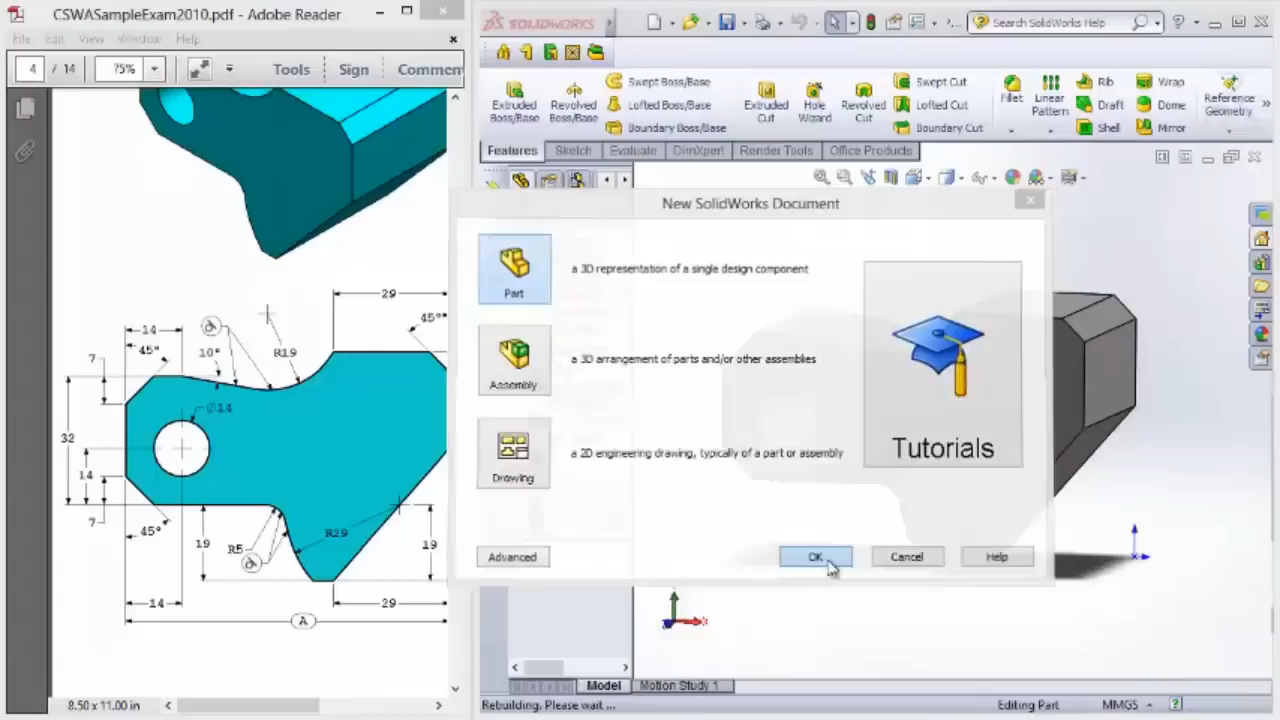 CSWASampleExam2010.pdf - Adobe Reader
File Edit View Window Help
4 / 14 75% Tools Sign Commen
29
14
45°
45°
7
10°
R19
Ø14
32
14
7
45°
19
R5
R29
19
14
29
A
8.50 x 11.00 in
SOLIDWORKS
Search SolidWorks Help
Extruded Boss/Base
Revolved Boss/Base
Swept Boss/Base
Lofted Boss/Base
Boundary Boss/Base
Extruded Cut
Hole Wizard
Revolved Cut
Swept Cut
Lofted Cut
Boundary Cut
Fillet
Linear Pattern
Rib
Draft
Shell
Wrap
Dome
Mirror
Reference Geometry
Features Sketch Evaluate DimXpert Render Tools Office Products
New SolidWorks Document
Part
a 3D representation of a single design component
Assembly
a 3D arrangement of parts and/or other assemblies
Drawing
a 2D engineering drawing, typically of a part or assembly
Tutorials
Advanced OK Cancel Help
Model Motion Study 1
Rebuilding, Please wait ... Editing Part MMGS